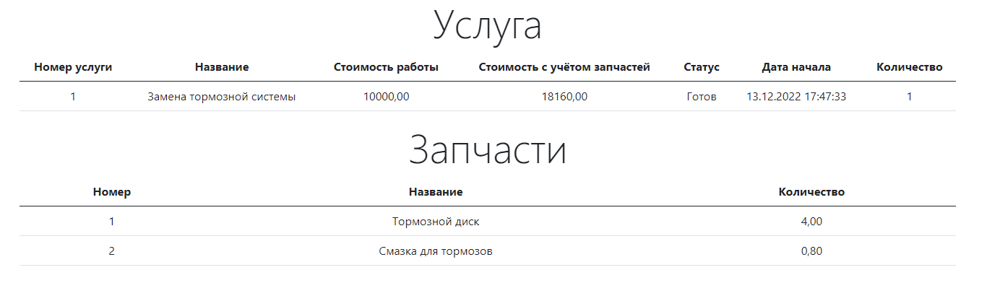 Услуга
Номер услуги Название Стоимость работы Стоимость с учётом запчастей Статус Дата начала Количество
1 Замена тормозной системы 10000,00 18160,00 Готов 13.12.2022 17:47:33 1
Запчасти
Номер Название Количество
1 Тормозной диск 4,00
2 Смазка для тормозов 0,80